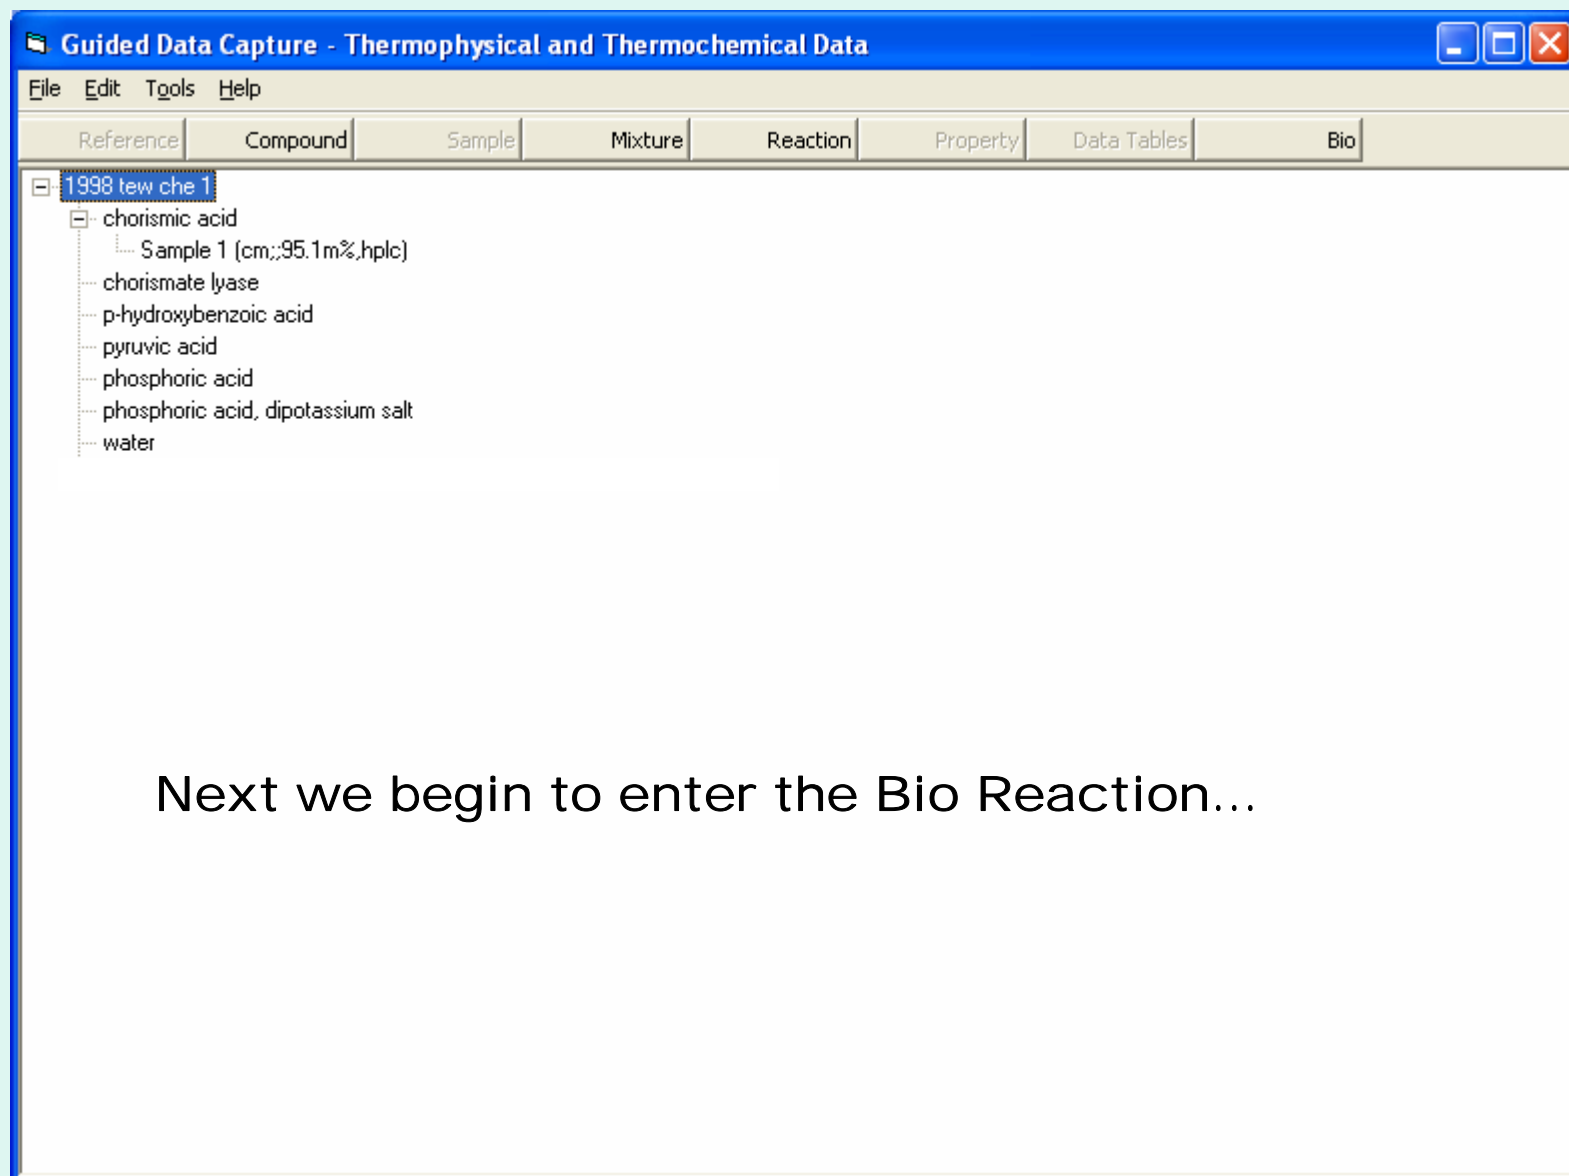 Guided Data Capture - Thermophysical and Thermochemical Data
File Edit Tools Help
Reference Compound Sample Mixture Reaction Property Data Tables Bio
1998 tew che 1
chorismic acid
Sample 1 (cm;;95.1m%,hplc)
chorismate lyase
p-hydroxybenzoic acid
pyruvic acid
phosphoric acid
phosphoric acid, dipotassium salt
water
Next we begin to enter the Bio Reaction...